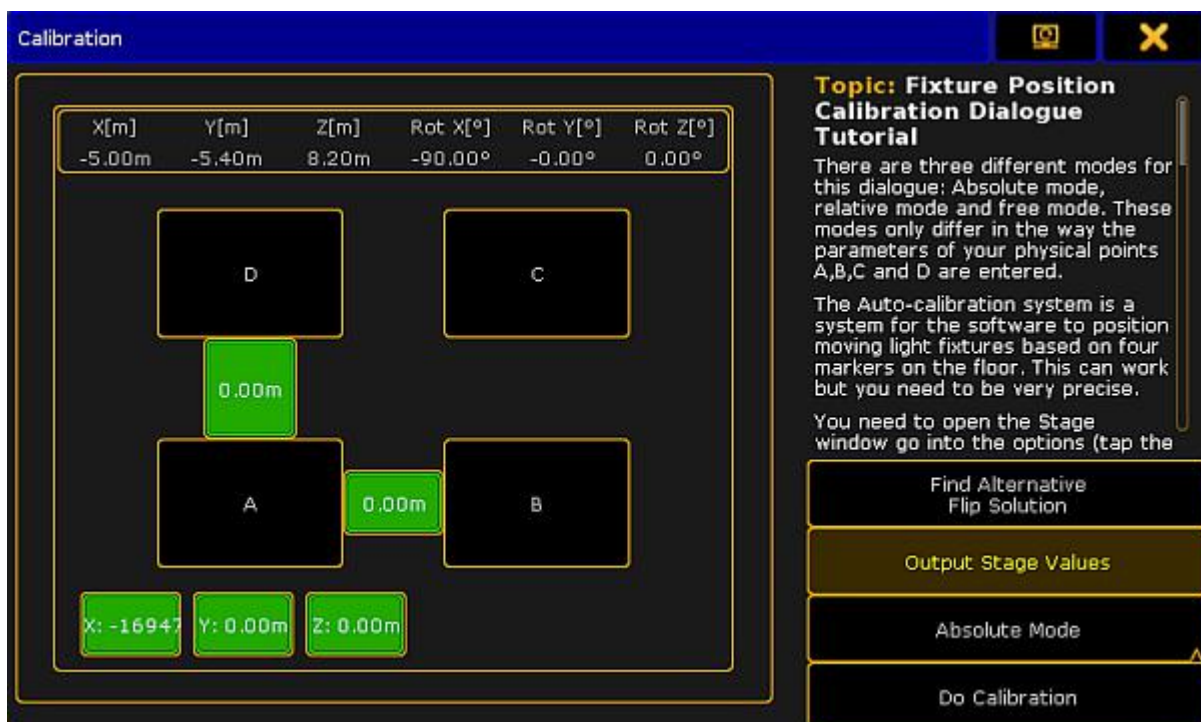 Calibration
X[m] Y[m] Z[m] Rot X[°] Rot Y[°] Rot Z[°]
-5.00m -5.40m 8.20m -90.00° -0.00° 0.00°
D C
0.00m
A 0.00m B
X: -16947 Y: 0.00m Z: 0.00m
Topic: Fixture Position
Calibration Dialogue
Tutorial
There are three different modes for
this dialogue: Absolute mode,
relative mode and free mode. These
modes only differ in the way the
parameters of your physical points
A,B,C and D are entered.
The Auto-calibration system is a
system for the software to position
moving light fixtures based on four
markers on the floor. This can work
but you need to be very precise.
You need to open the Stage
window go into the options (tap the
Find Alternative
Flip Solution
Output Stage Values
Absolute Mode
Do Calibration